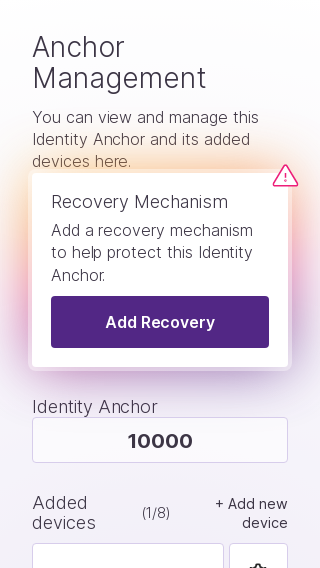 Anchor
Management
You can view and manage this
Identity Anchor and its added
devices here.
Recovery Mechanism
Add a recovery mechanism
to help protect this Identity
Anchor.
Add Recovery
Identity Anchor
10000
Added
devices
(1/8)
+ Add new
device